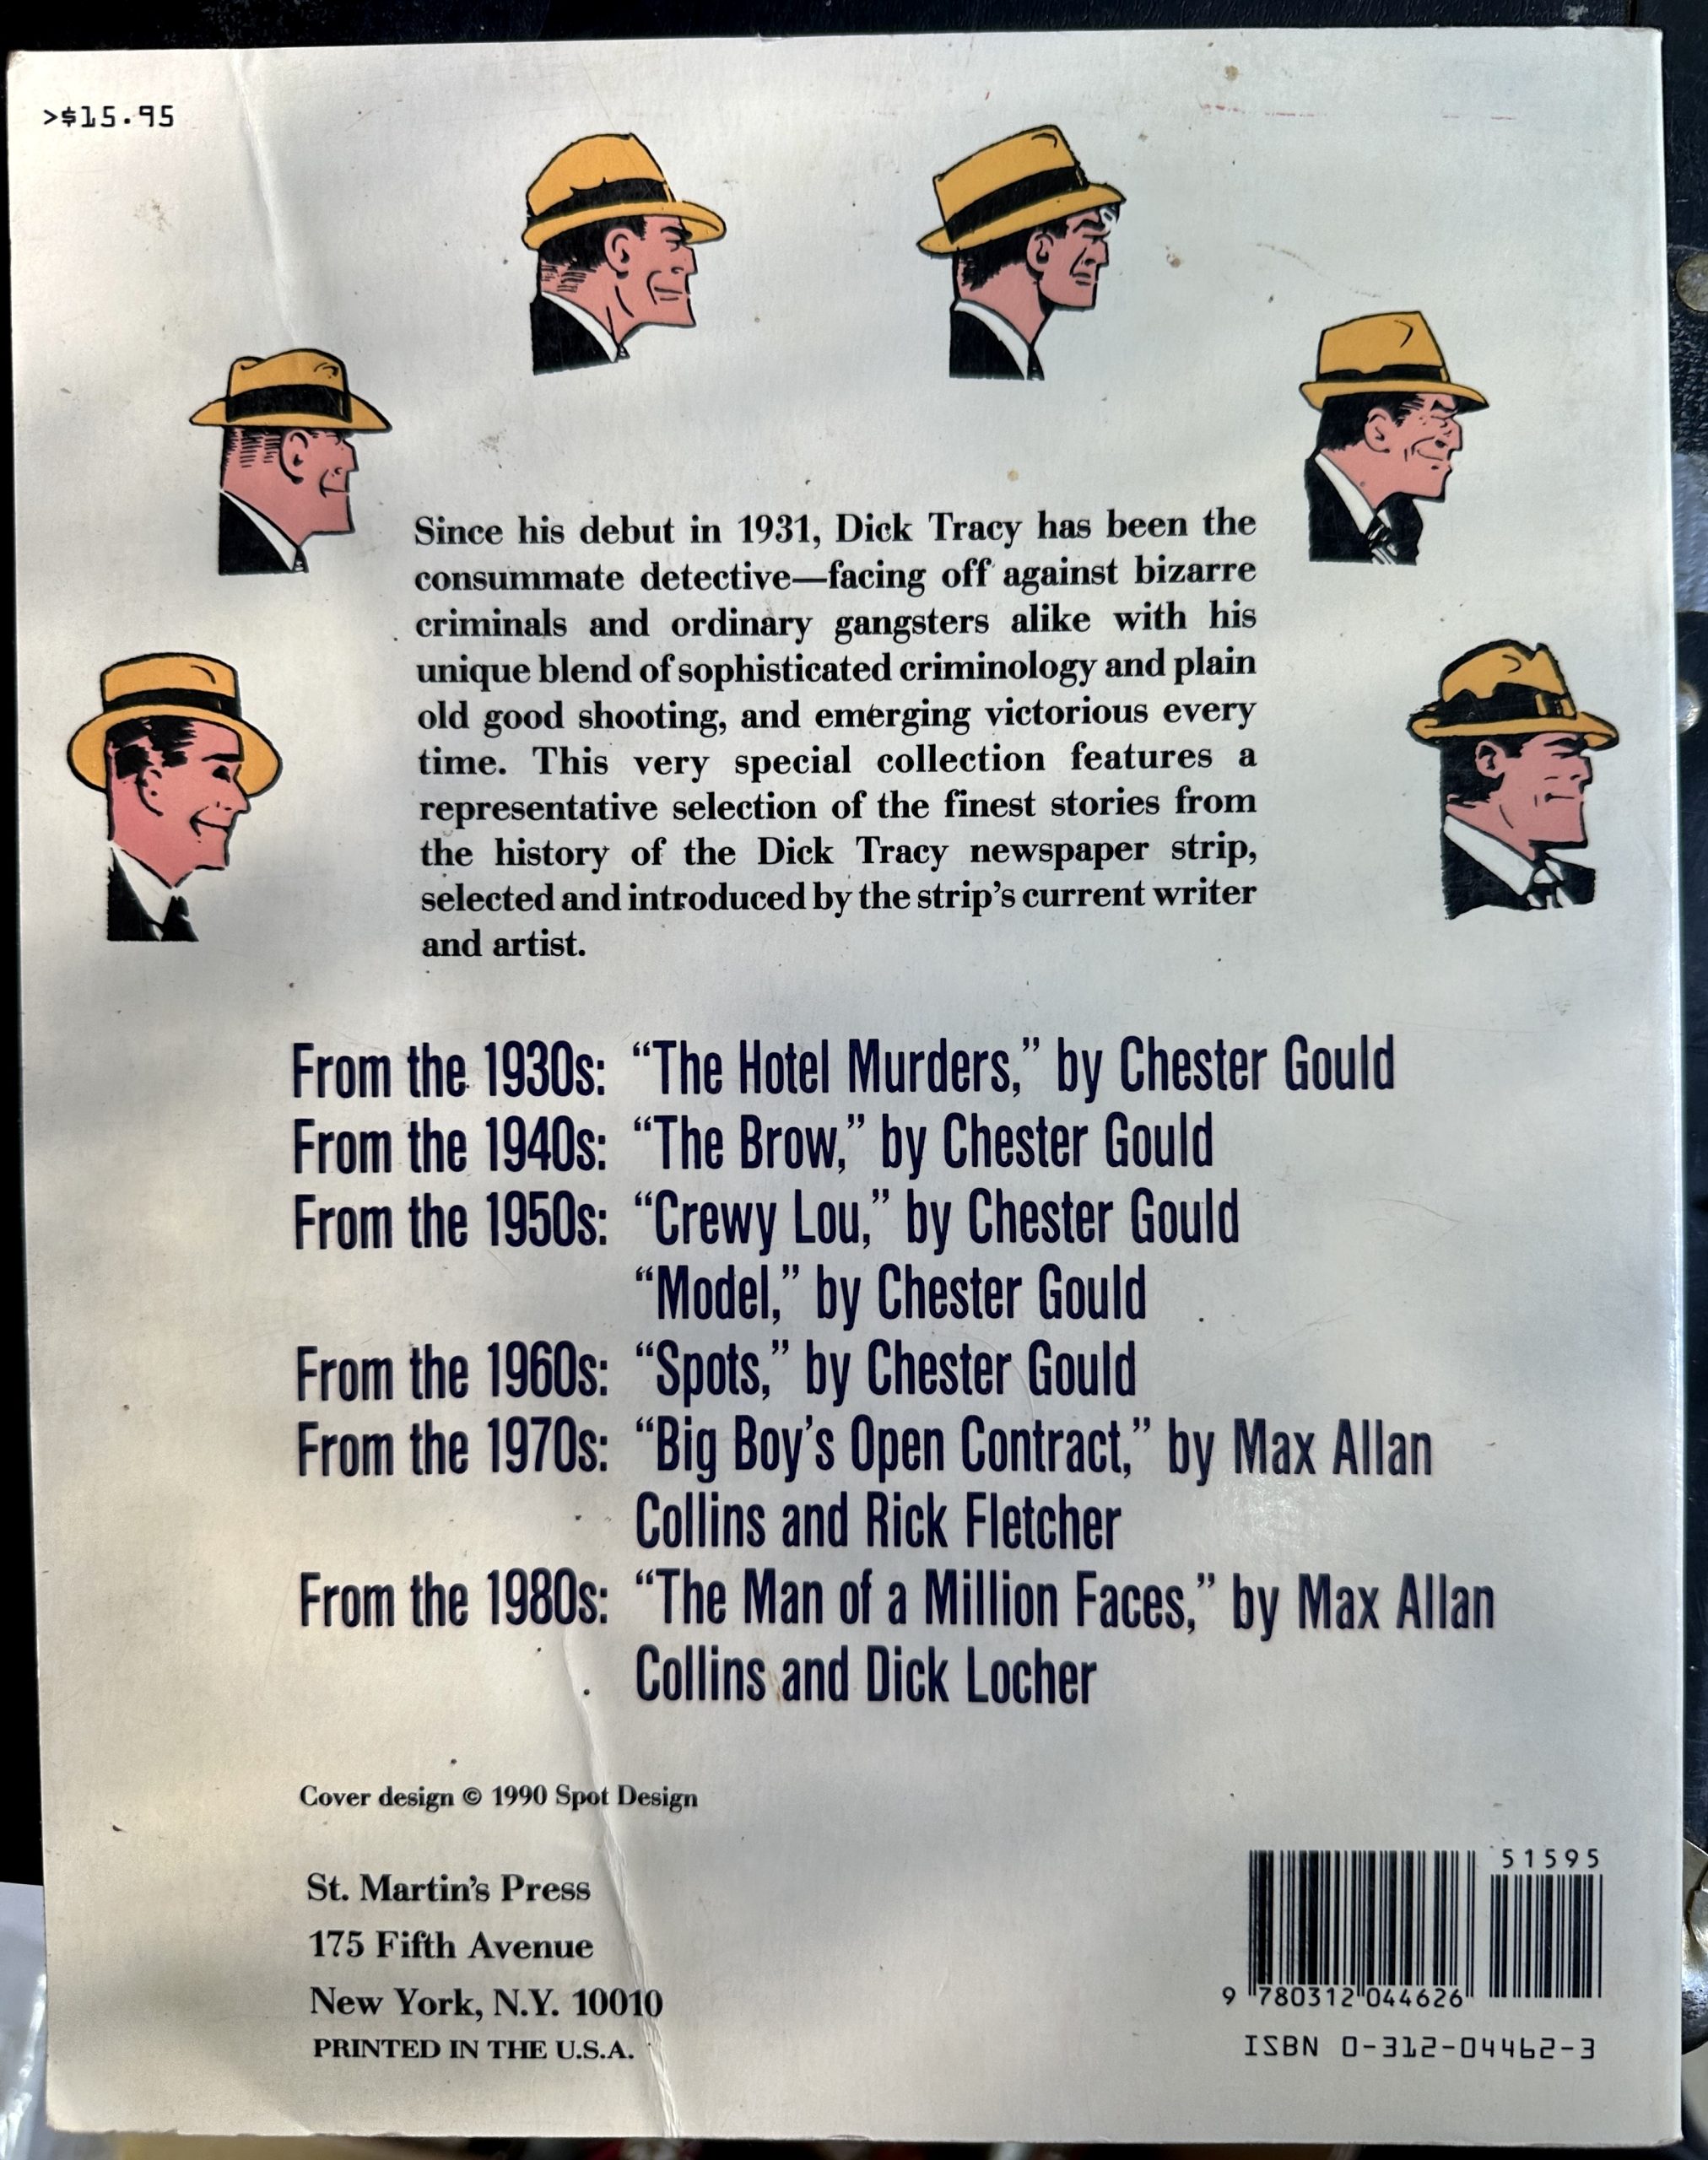 >$15.95
Since his debut in 1931, Dick Tracy has been the
consummate detective—facing off against bizarre
criminals and ordinary gangsters alike with his
unique blend of sophisticated criminology and plain
old good shooting, and emerging victorious every
time. This very special collection features a
representative selection of the finest stories from
the history of the Dick Tracy newspaper strip,
selected and introduced by the strip’s current writer
and artist.
From the 1930s: “The Hotel Murders,” by Chester Gould
From the 1940s: “The Brow,” by Chester Gould
From the 1950s: “Crewy Lou,” by Chester Gould
“Model,” by Chester Gould
From the 1960s: “Spots,” by Chester Gould
From the 1970s: “Big Boy’s Open Contract,” by Max Allan
Collins and Rick Fletcher
From the 1980s: “The Man of a Million Faces,” by Max Allan
Collins and Dick Locher
Cover design © 1990 Spot Design
St. Martin’s Press
175 Fifth Avenue
New York, N.Y. 10010
PRINTED IN THE U.S.A.
51595
9 780312 044626
ISBN 0-312-04462-3